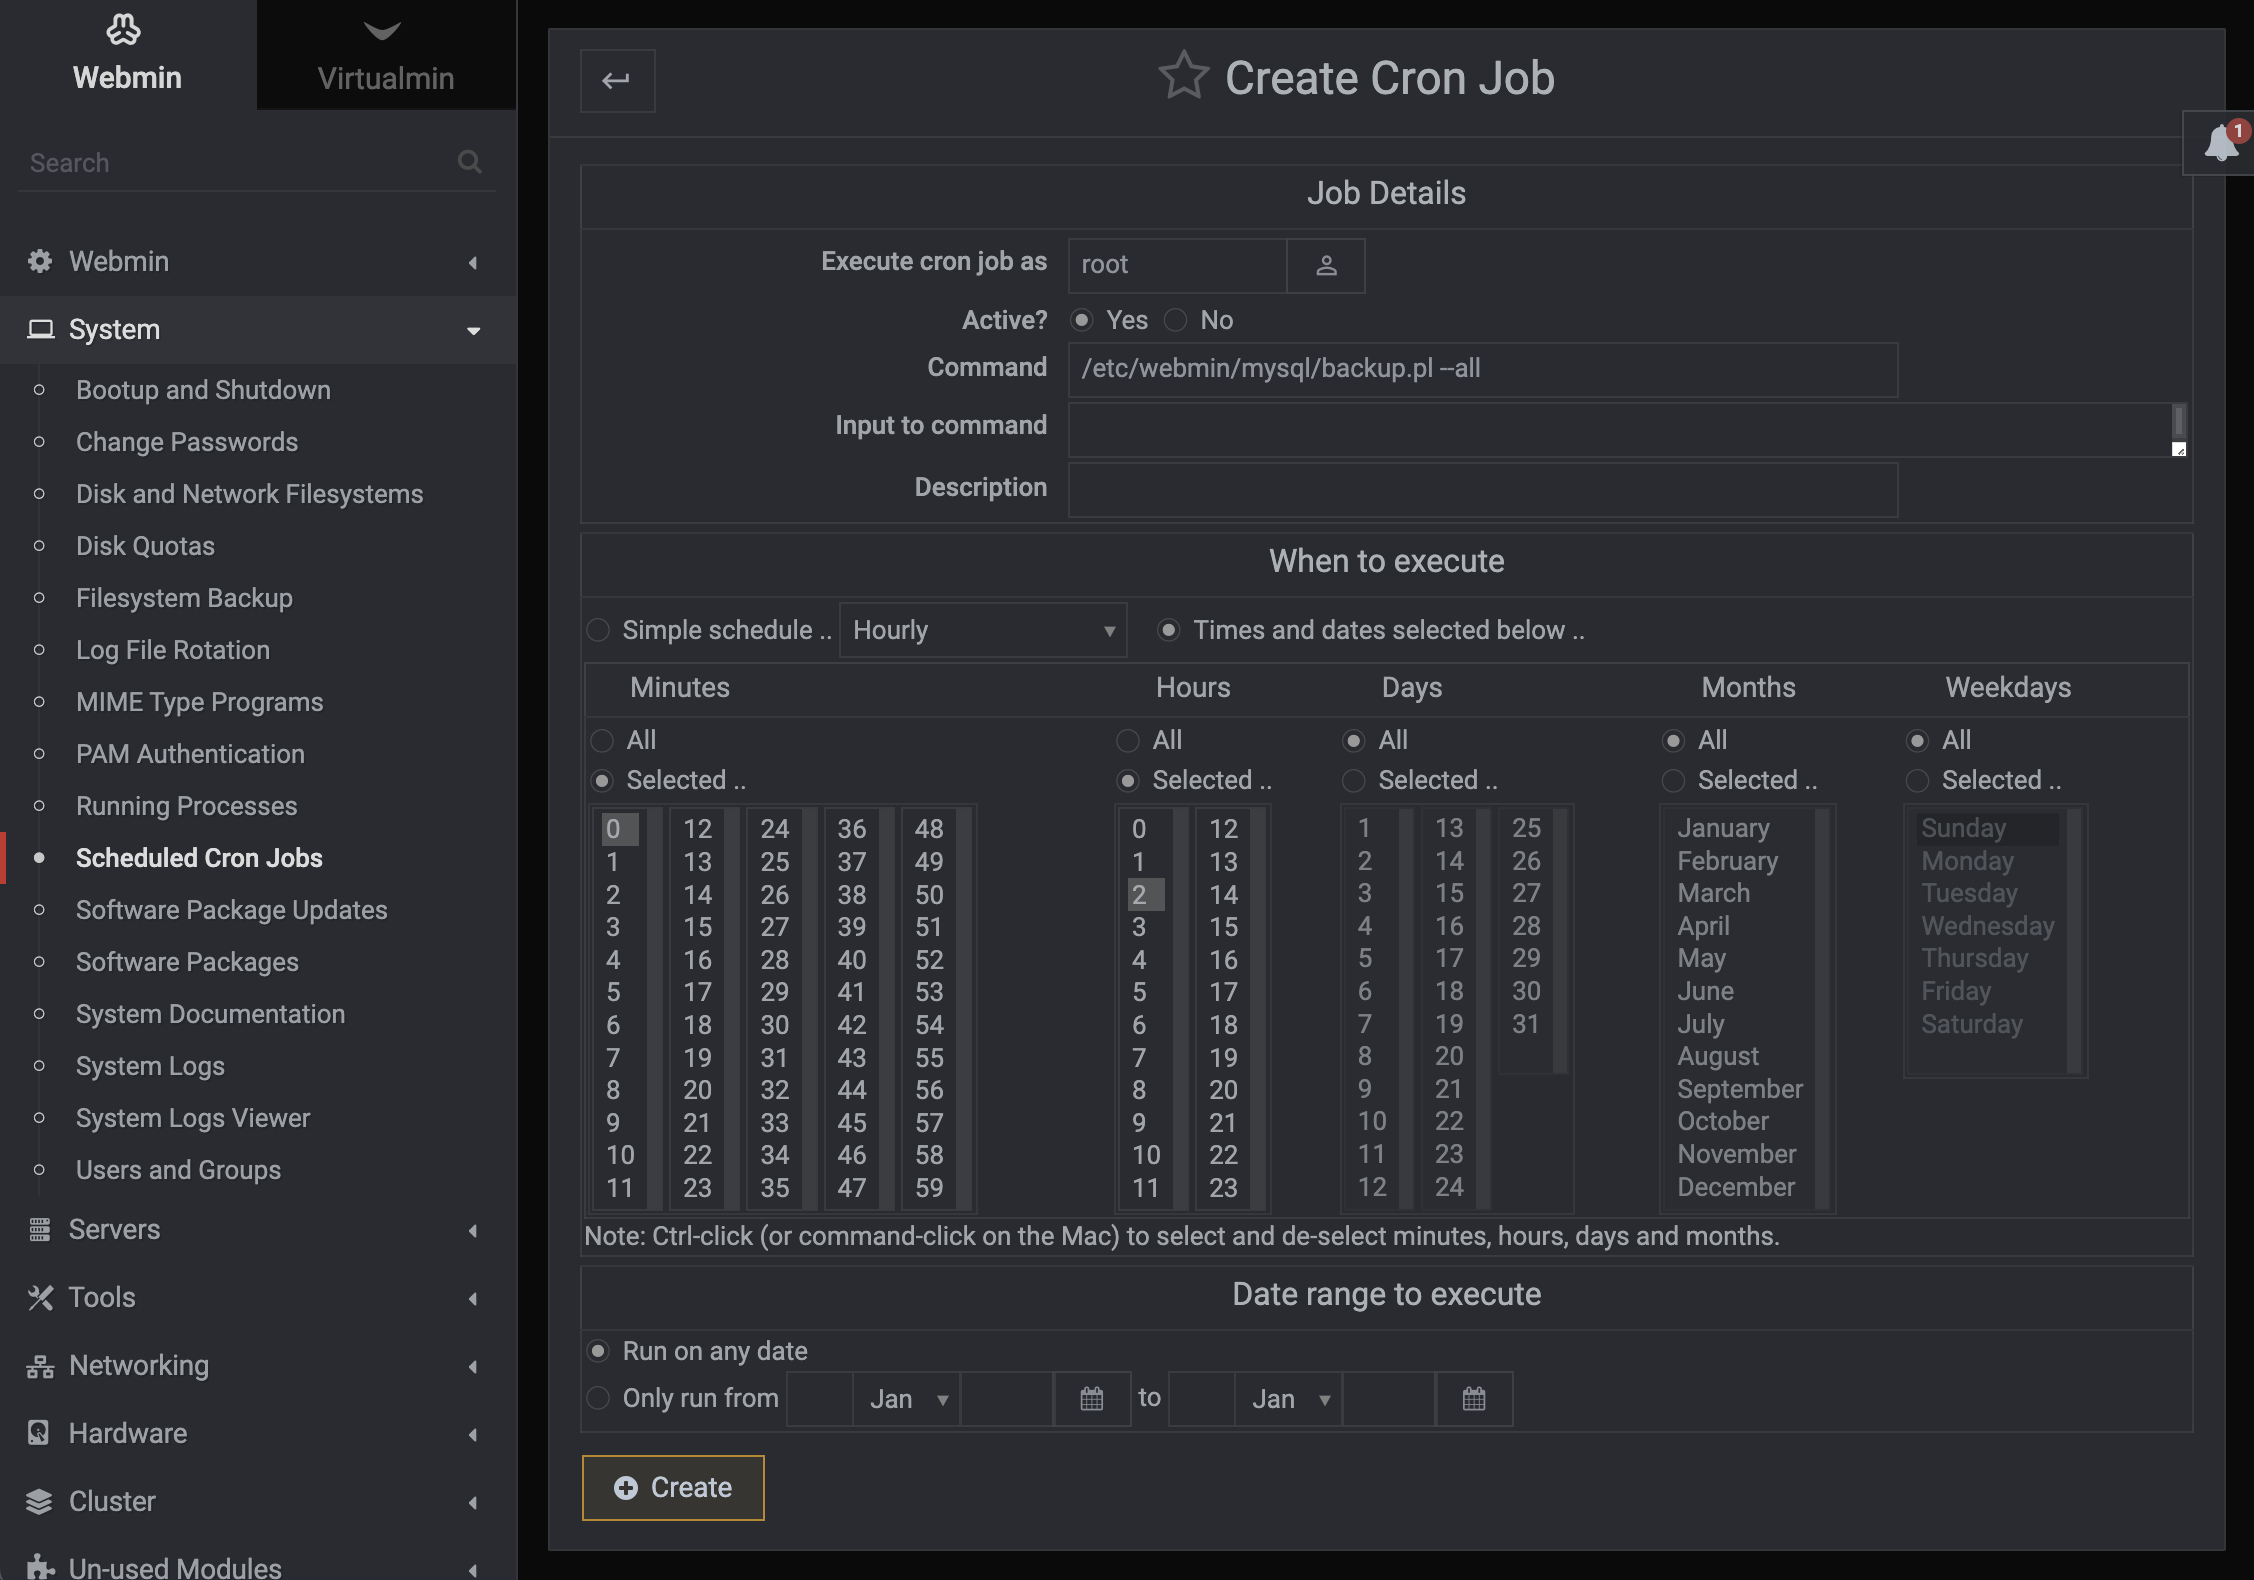 Webmin
Virtualmin
Search
Webmin
System
Bootup and Shutdown
Change Passwords
Disk and Network Filesystems
Disk Quotas
Filesystem Backup
Log File Rotation
MIME Type Programs
PAM Authentication
Running Processes
Scheduled Cron Jobs
Software Package Updates
Software Packages
System Documentation
System Logs
System Logs Viewer
Users and Groups
Servers
Tools
Networking
Hardware
Cluster
Un-used Modules
Create Cron Job
1
Job Details
Execute cron job as root
Active? Yes No
Command /etc/webmin/mysql/backup.pl --all
Input to command
Description
When to execute
Simple schedule .. Hourly Times and dates selected below ..
Minutes Hours Days Months Weekdays
All All All All All
Selected .. Selected .. Selected .. Selected .. Selected ..
0 12 24 36 48 0 12 1 13 25 January Sunday
1 13 25 37 49 1 13 2 14 26 February Monday
2 14 26 38 50 2 14 3 15 27 March Tuesday
3 15 27 39 51 3 15 4 16 28 April Wednesday
4 16 28 40 52 4 16 5 17 29 May Thursday
5 17 29 41 53 5 17 6 18 30 June Friday
6 18 30 42 54 6 18 7 19 31 July Saturday
7 19 31 43 55 7 19 8 20 August
8 20 32 44 56 8 20 9 21 September
9 21 33 45 57 9 21 10 22 October
10 22 34 46 58 10 22 11 23 November
11 23 35 47 59 11 23 12 24 December
Note: Ctrl-click (or command-click on the Mac) to select and de-select minutes, hours, days and months.
Date range to execute
Run on any date
Only run from Jan to Jan
Create